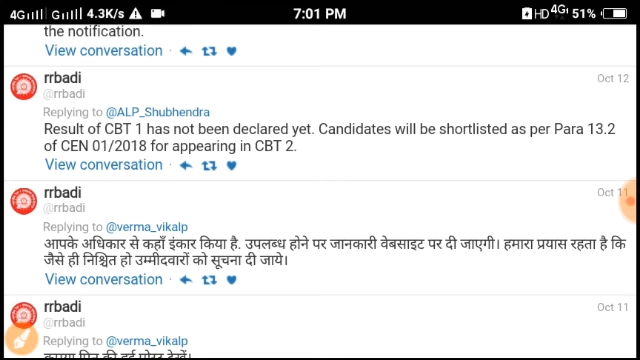 4G 4.3K/s 7:01 PM HD 4G 51%
the notification.
View conversation
rrbadi Oct 12
@rrbadi
Replying to @ALP_Shubhendra
Result of CBT 1 has not been declared yet. Candidates will be shortlisted as per Para 13.2
of CEN 01/2018 for appearing in CBT 2.
View conversation
rrbadi Oct 11
@rrbadi
Replying to @verma_vikalp
आपके अधिकार से कहाँ इंकार किया है. उपलब्ध होने पर जानकारी वेबसाइट पर दी जाएगी। हमारा प्रयास रहता है कि
जैसे ही निश्चित हो उम्मीदवारों को सूचना दी जाये।
View conversation
rrbadi Oct 11
@rrbadi
Replying to @verma_vikalp